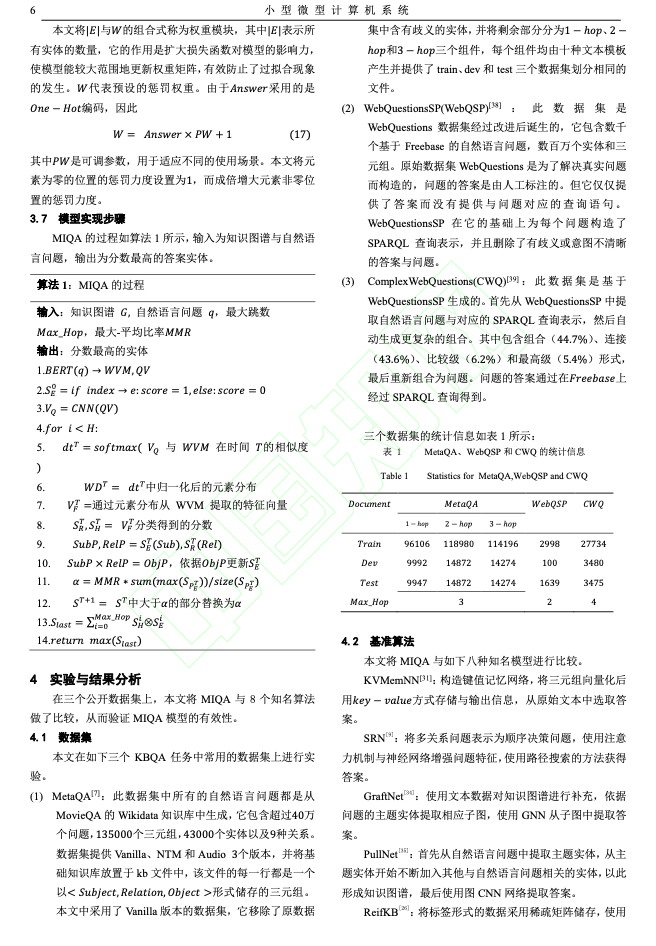 6
小 型 微 型 计 算 机 系 统
本文将|E|与W的组合式称为权重模块，其中|E|表示所
有实体的数量，它的作用是扩大损失函数对模型的影响力，
使模型能较大范围地更新权重矩阵，有效防止了过拟合现象
的发生。W代表预设的惩罚权重。由于Answer采用的是
One − Hot编码，因此
W = Answer × PW + 1 (17)
其中PW是可调参数，用于适应不同的使用场景。本文将元
素为零的位置的惩罚力度设置为1，而成倍增大元素非零位
置的惩罚力度。
3.7 模型实现步骤
MIQA 的过程如算法 1 所示，输入为知识图谱与自然语
言问题，输出为分数最高的答案实体。
算法 1：MIQA 的过程
输入：知识图谱 G, 自然语言问题 q，最大跳数
Max_Hop，最大-平均比率MMR
输出：分数最高的实体
1.BERT(q) → WVM, QV
2.S_E^0 = if index → e: score = 1, else: score = 0
3.V_Q = CNN(QV)
4.for i < H:
5. dt^T = softmax( V_Q 与 WVM 在时间 T的相似度
)
6. WD^T = dt^T中归一化后的元素分布
7. V_F^T =通过元素分布从 WVM 提取的特征向量
8. S_R^T, S_H^T = V_F^T分类得到的分数
9. SubP, RelP = S_E^T(Sub), S_R^T(Rel)
10. SubP × RelP = ObjP，依据ObjP更新S_E^T
11. α = MMR ∗ sum(max(S_{P_E^T}))/size(S_{P_E^T})
12. S^{T+1} = S^T中大于α的部分替换为α
13.S_last = ∑_{i=0}^{Max_Hop} S_H^i⊗S_E^i
14.return max(S_last)
4 实验与结果分析
在三个公开数据集上，本文将 MIQA 与 8 个知名算法
做了比较，从而验证 MIQA 模型的有效性。
4.1 数据集
本文在如下三个 KBQA 任务中常用的数据集上进行实
验。
(1) MetaQA[7]：此数据集中所有的自然语言问题都是从
MovieQA 的 Wikidata 知识库中生成，它包含超过40万
个问题，135000个三元组，43000个实体以及9种关系。
数据集提供 Vanilla、NTM 和 Audio 3个版本，并将基
础知识库放置于 kb 文件中，该文件的每一行都是一个
以< Subject, Relation, Object >形式储存的三元组。
本文中采用了 Vanilla 版本的数据集，它移除了原数据
集中含有歧义的实体，并将剩余部分分为1 − hop、2 −
hop和3 − hop三个组件，每个组件均由十种文本模板
产生并提供了 train、dev 和 test 三个数据集划分相同的
文件。
(2) WebQuestionsSP(WebQSP)[38] ： 此 数 据 集 是
WebQuestions 数据集经过改进后诞生的，它包含数千
个基于 Freebase 的自然语言问题，数百万个实体和三
元组。原始数据集 WebQuestions 是为了解决真实问题
而构造的，问题的答案是由人工标注的。但它仅仅提
供了答案而没有提供与问题对应的查询语句。
WebQuestionsSP 在它的基础上为每个问题构造了
SPARQL 查询表示，并且删除了有歧义或意图不清晰
的答案与问题。
(3) ComplexWebQuestions(CWQ)[39]：此数据集是基于
WebQuestionsSP 生成的。首先从 WebQuestionsSP 中提
取自然语言问题与对应的 SPARQL 查询表示，然后自
动生成更复杂的组合。其中包含组合（44.7%）、连接
（43.6%）、比较级（6.2%）和最高级（5.4%）形式，
最后重新组合为问题。问题的答案通过在Freebase上
经过 SPARQL 查询得到。
三个数据集的统计信息如表 1 所示：
表 1 MetaQA、WebQSP 和 CWQ 的统计信息
Table 1 Statistics for MetaQA,WebQSP and CWQ
Document MetaQA WebQSP CWQ
1 − hop 2 − hop 3 − hop
Train 96106 118980 114196 2998 27734
Dev 9992 14872 14274 100 3480
Test 9947 14872 14274 1639 3475
Max_Hop 3 2 4
4.2 基准算法
本文将 MIQA 与如下八种知名模型进行比较。
KVMemNN[31]：构造键值记忆网络，将三元组向量化后
用key − value方式存储与输出信息，从原始文本中选取答
案。
SRN[9]：将多关系问题表示为顺序决策问题，使用注意
力机制与神经网络增强问题特征，使用路径搜索的方法获得
答案。
GraftNet[34]：使用文本数据对知识图谱进行补充，依据
问题的主题实体提取相应子图，使用 GNN 从子图中提取答
案。
PullNet[35]：首先从自然语言问题中提取主题实体，从主
题实体开始不断加入其他与自然语言问题相关的实体，以此
形成知识图谱，最后使用图 CNN 网络提取答案。
ReifKB[26]：将标签形式的数据采用稀疏矩阵储存，使用